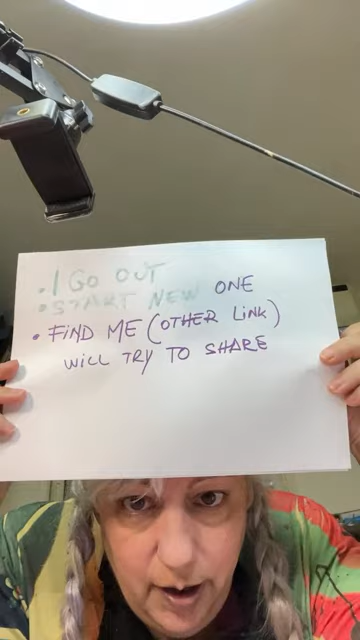 • I GO OUT
• START NEW ONE
• FIND ME (OTHER LINK)
WILL TRY TO SHARE